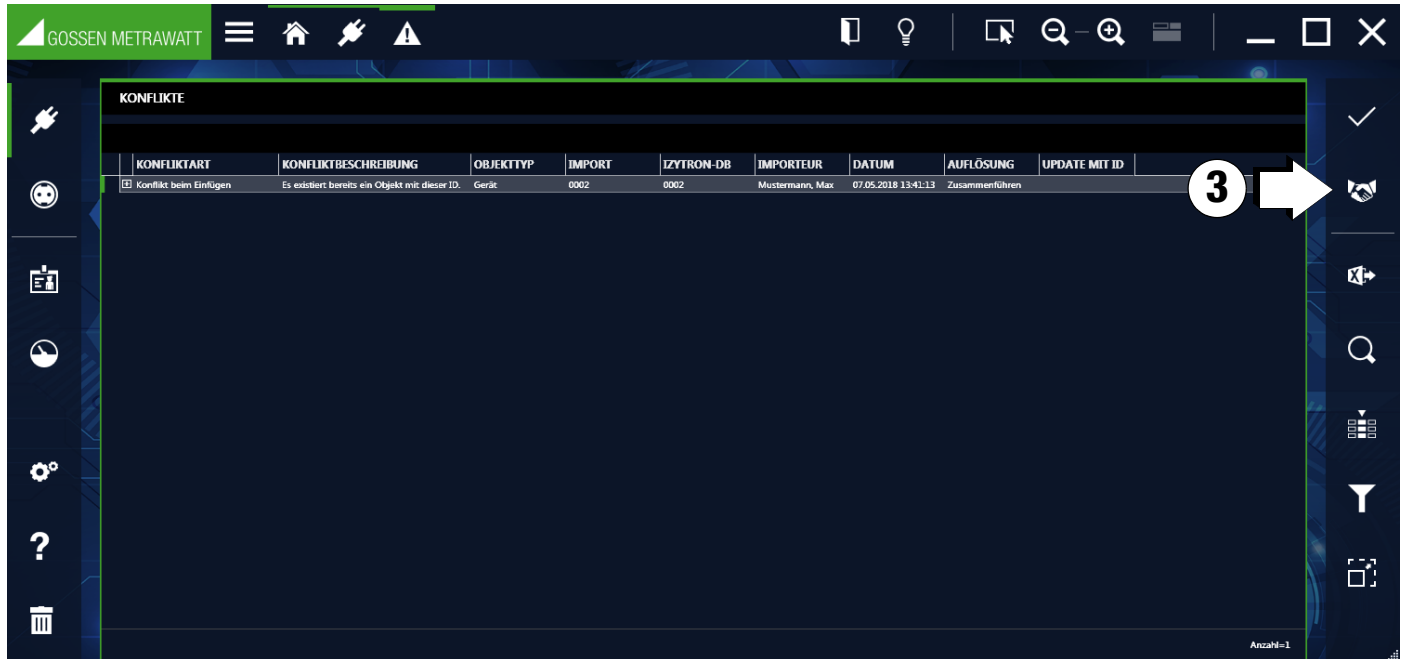 GOSSEN METRAWATT
KONFLIKTE
KONFLIKTART KONFLIKTBESCHREIBUNG OBJEKTTYP IMPORT IZYTRON-DB IMPORTEUR DATUM AUFLÖSUNG UPDATE MIT ID
Konflikt beim Einfügen Es existiert bereits ein Objekt mit dieser ID. Gerät 0002 0002 Mustermann, Max 07.05.2018 13:41:13 Zusammenführen
3
?
Anzahl=1